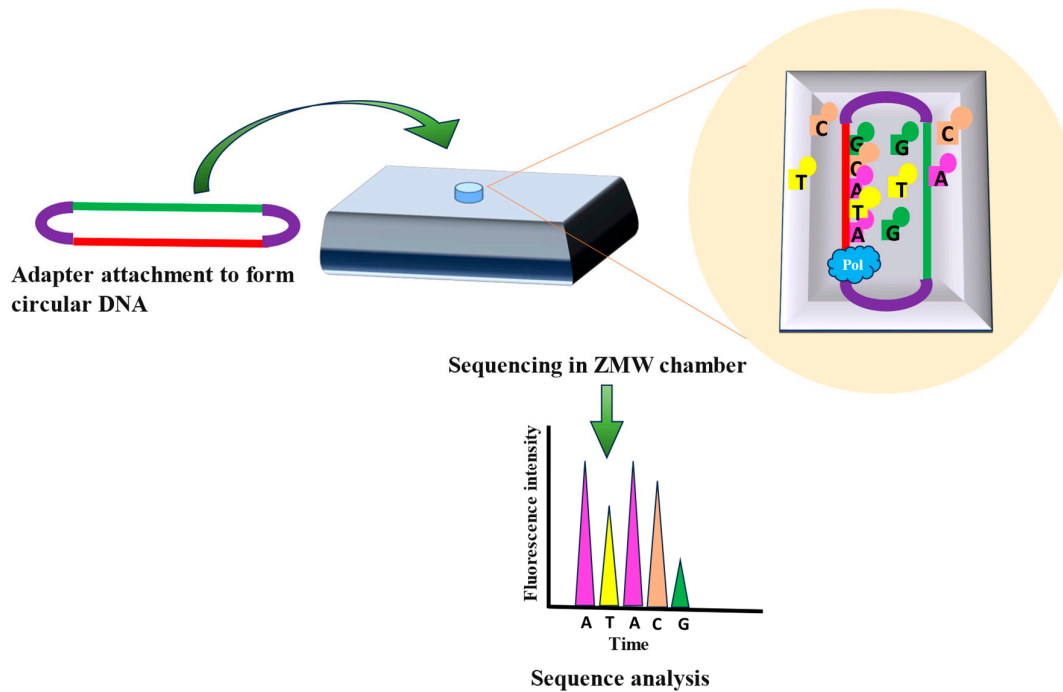 Adapter attachment to form
circular DNA
C
G
G
C
C
T
A
T
A
T
A
G
Pol
Sequencing in ZMW chamber
Fluorescence intensity
A T A C G
Time
Sequence analysis